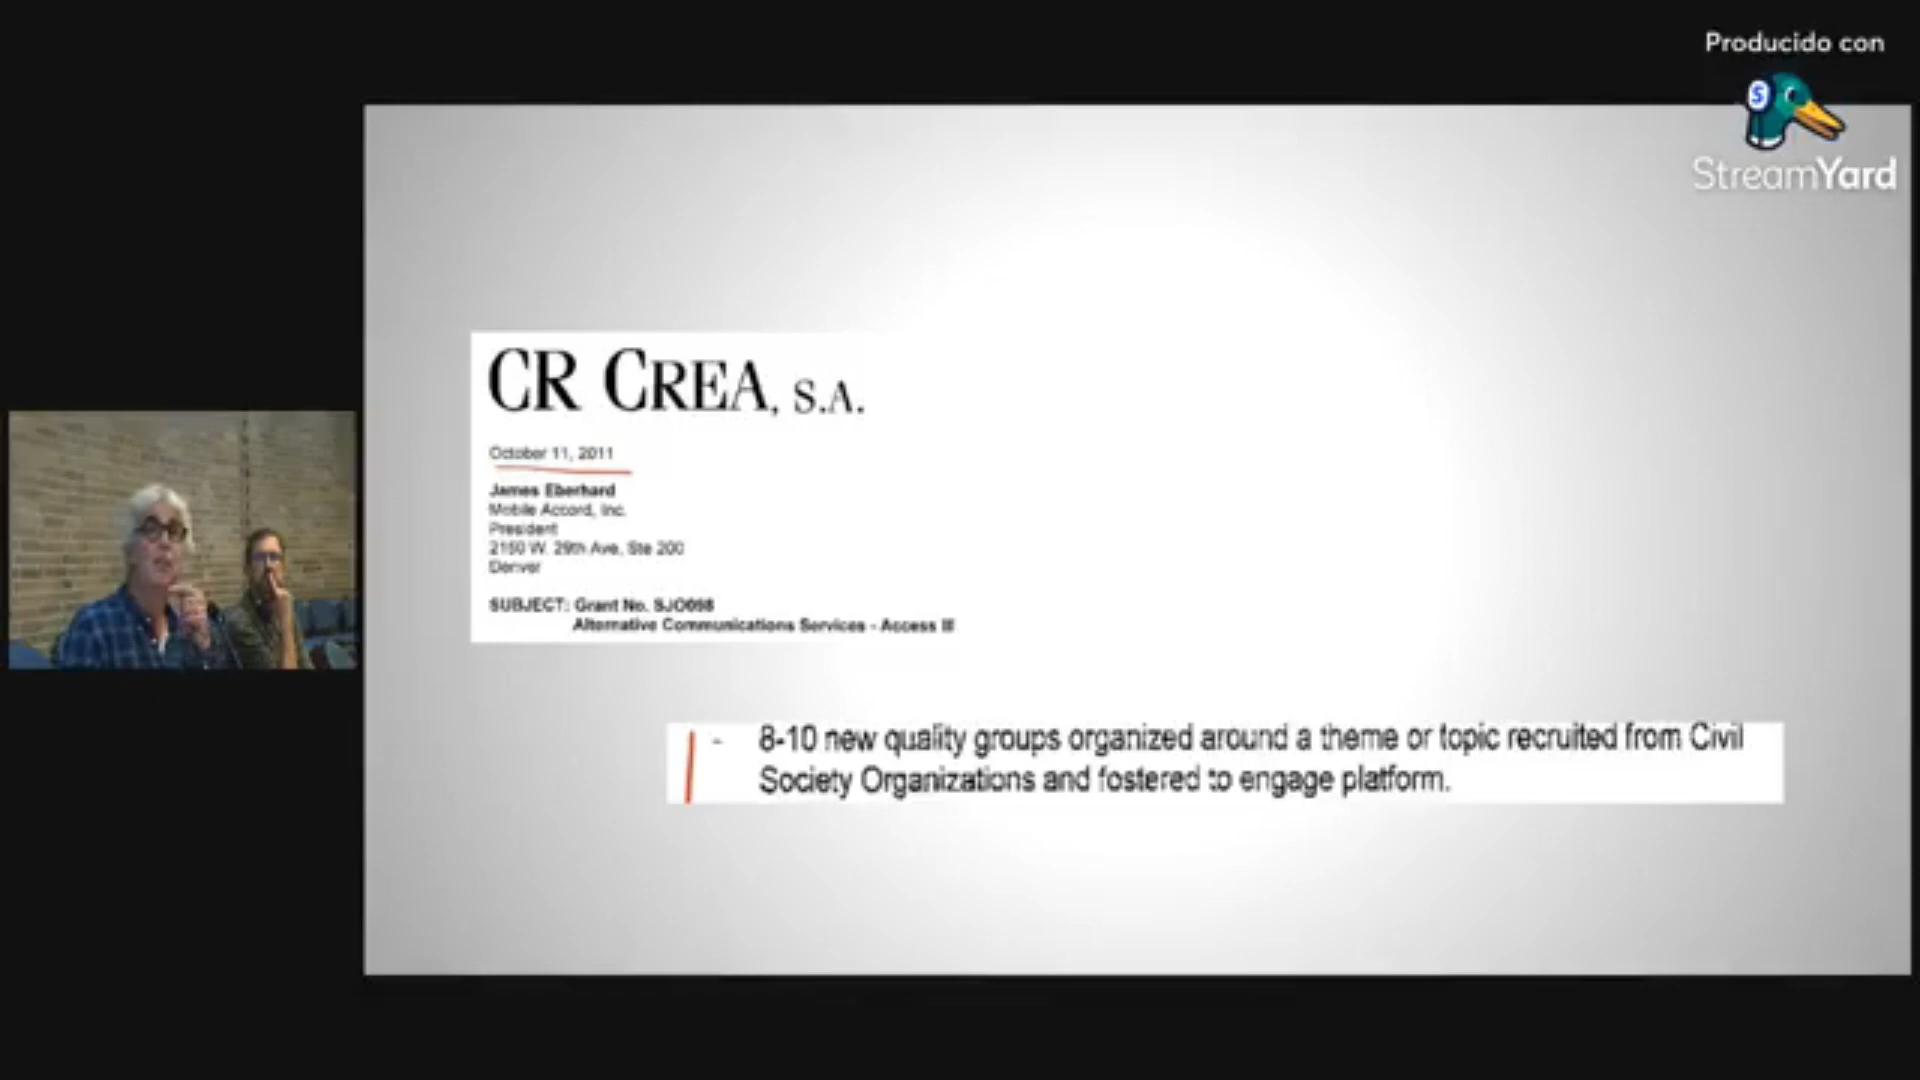 Producido con
StreamYard
CR CREA, S.A.
October 11, 2011
James Eberhard
Mobile Accord, Inc.
President
2150 W. 29th Ave, Ste 200
Denver
SUBJECT: Grant No. SJO098
Alternative Communications Services - Access III
- 8-10 new quality groups organized around a theme or topic recruited from Civil
Society Organizations and fostered to engage platform.